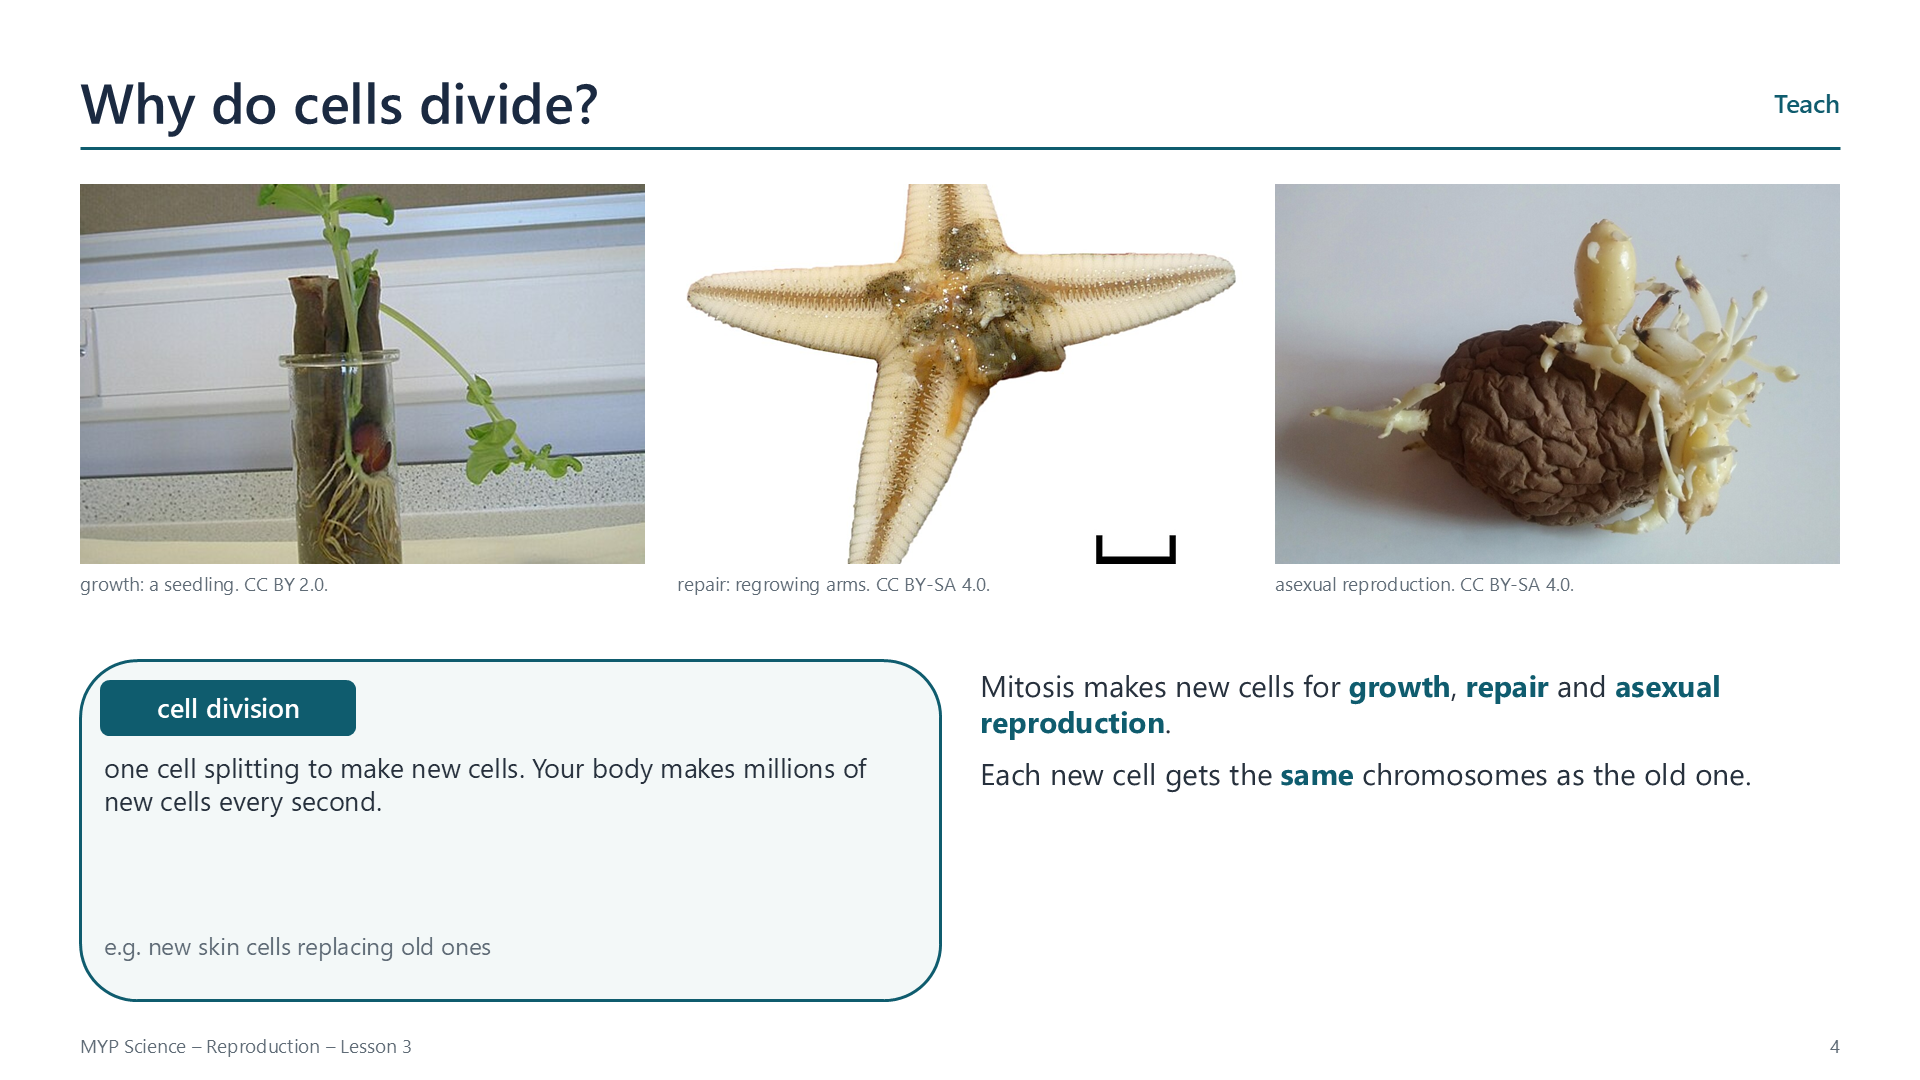 Why do cells divide?
Teach
growth: a seedling. CC BY 2.0.
repair: regrowing arms. CC BY-SA 4.0.
asexual reproduction. CC BY-SA 4.0.
cell division
one cell splitting to make new cells. Your body makes millions of
new cells every second.
e.g. new skin cells replacing old ones
Mitosis makes new cells for growth, repair and asexual
reproduction.
Each new cell gets the same chromosomes as the old one.
MYP Science – Reproduction – Lesson 3
4